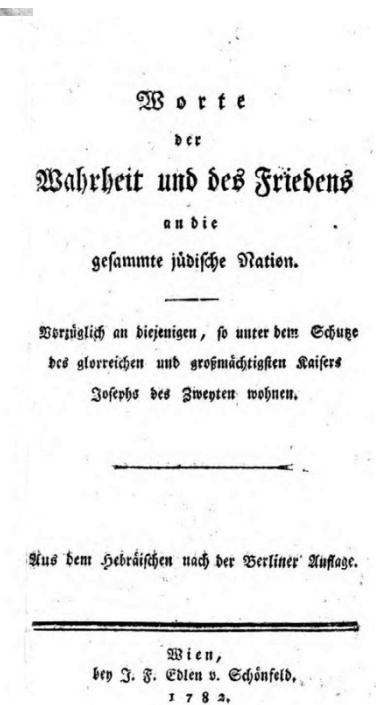 Worte
der
Wahrheit und des Friedens
an die
gesammte jüdische Nation.
Vorzüglich an diejenigen, so unter dem Schutze
des glorreichen und großmächtigsten Kaisers
Josephs des Zweyten wohnen.
Aus dem Hebräischen nach der Berliner Auflage.
Wien,
bey J. F. Edlen v. Schönfeld,
1782.